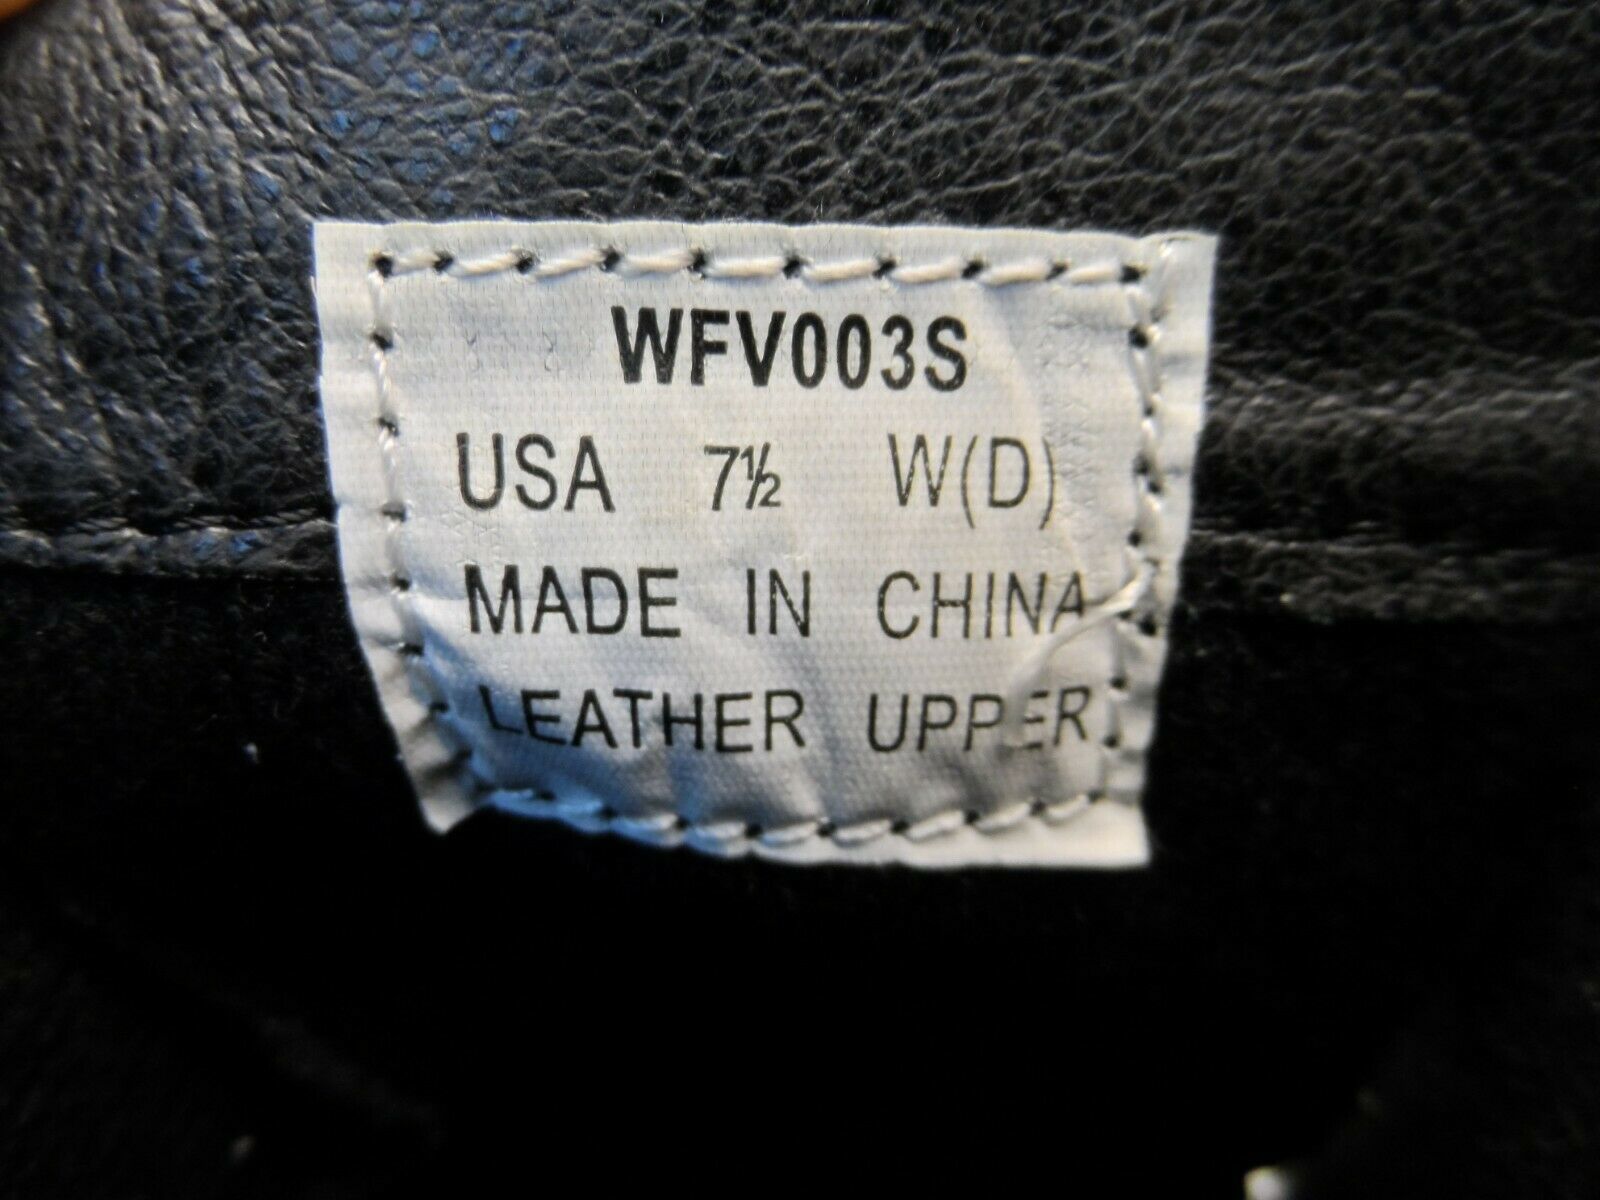 WFV003S
USA 7½ W(D)
MADE IN CHINA
LEATHER UPPER